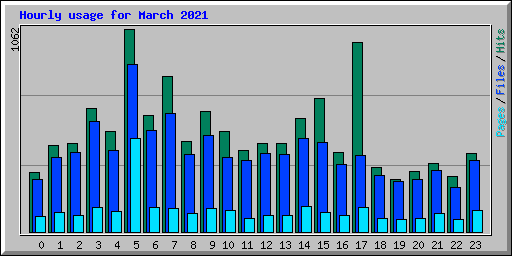 Hourly usage for March 2021
1062
Pages / Files / Hits
0 1 2 3 4 5 6 7 8 9 10 11 12 13 14 15 16 17 18 19 20 21 22 23